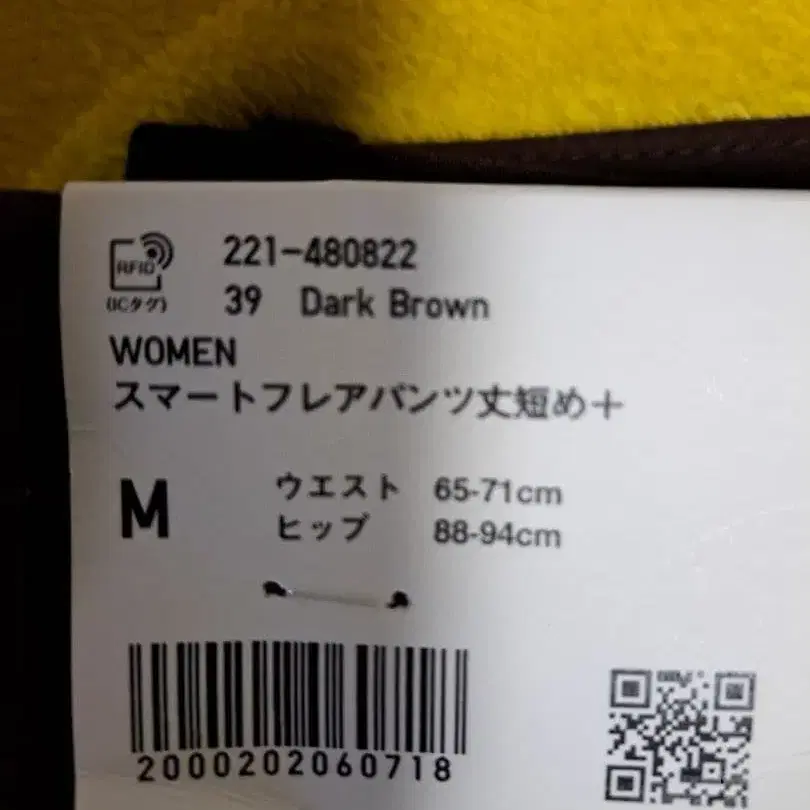 RFID
(ICタグ)
221-480822
39 Dark Brown
WOMEN
スマートフレアパンツ丈短め＋
M
ウエスト 65-71cm
ヒップ 88-94cm
2000202060718